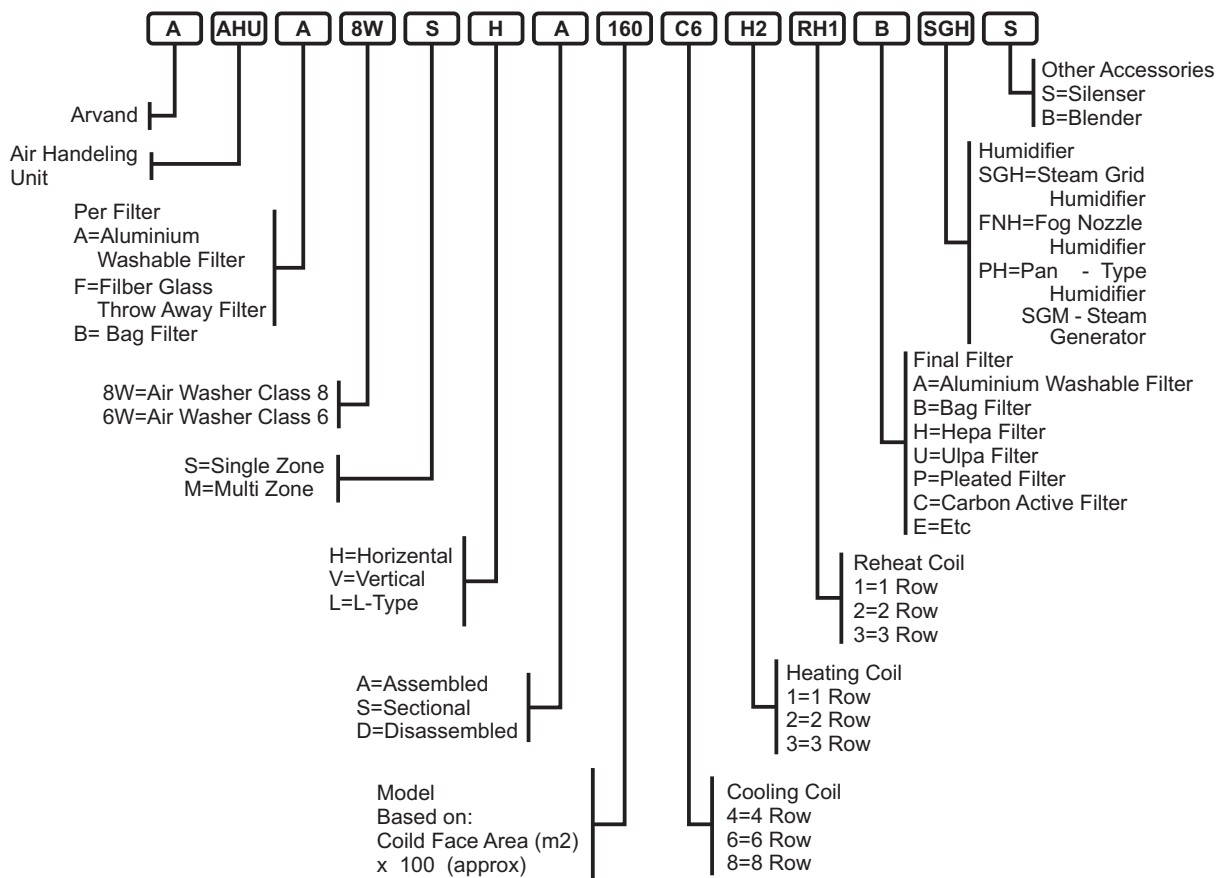 A AHU A 8W S H A 160 C6 H2 RH1 B SGH S
Arvand
Air Handeling
Unit
Per Filter
A=Aluminium
Washable Filter
F=Filber Glass
Throw Away Filter
B= Bag Filter
8W=Air Washer Class 8
6W=Air Washer Class 6
S=Single Zone
M=Multi Zone
H=Horizental
V=Vertical
L=L-Type
A=Assembled
S=Sectional
D=Disassembled
Model
Based on:
Coild Face Area (m2)
x 100 (approx)
Cooling Coil
4=4 Row
6=6 Row
8=8 Row
Heating Coil
1=1 Row
2=2 Row
3=3 Row
Reheat Coil
1=1 Row
2=2 Row
3=3 Row
Final Filter
A=Aluminium Washable Filter
B=Bag Filter
H=Hepa Filter
U=Ulpa Filter
P=Pleated Filter
C=Carbon Active Filter
E=Etc
Humidifier
SGH=Steam Grid
Humidifier
FNH=Fog Nozzle
Humidifier
PH=Pan - Type
Humidifier
SGM - Steam
Generator
Other Accessories
S=Silenser
B=Blender